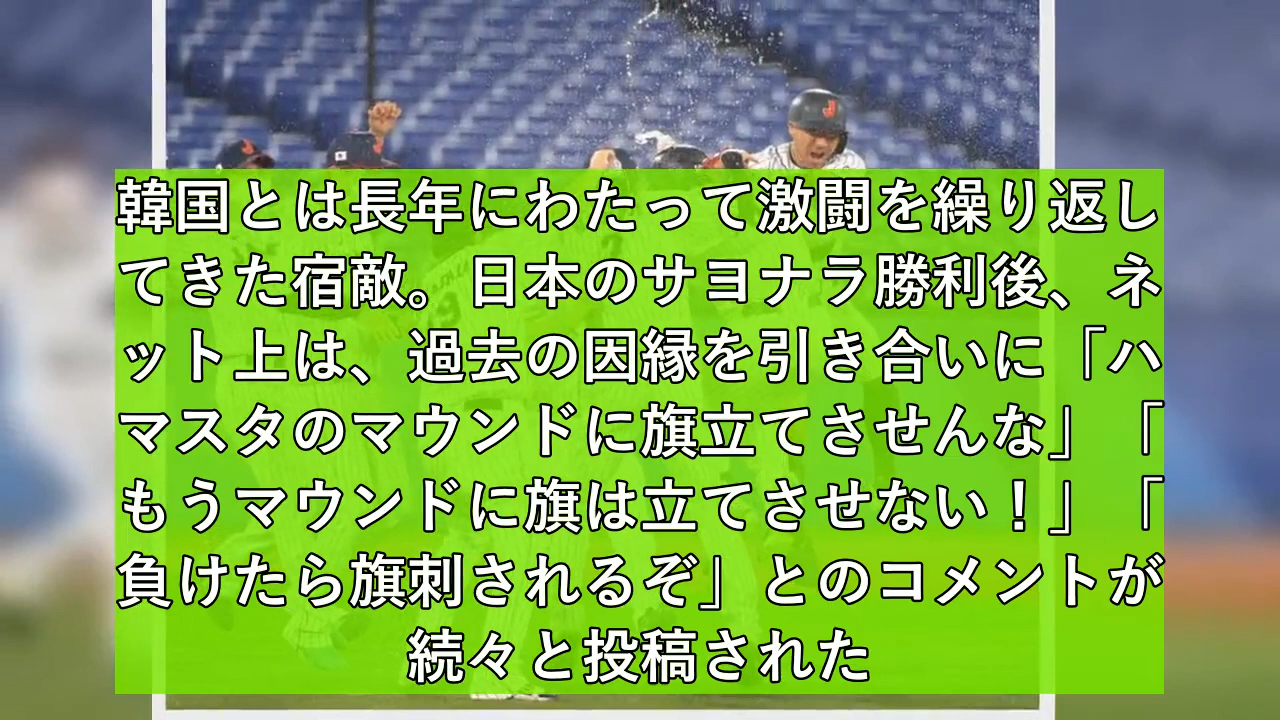 韓国とは長年にわたって激闘を繰り返し
てきた宿敵。日本のサヨナラ勝利後、ネ
ット上は、過去の因縁を引き合いに「ハ
マスタのマウンドに旗立てさせんな」「
もうマウンドに旗は立てさせない！」「
負けたら旗刺されるぞ」とのコメントが
続々と投稿された